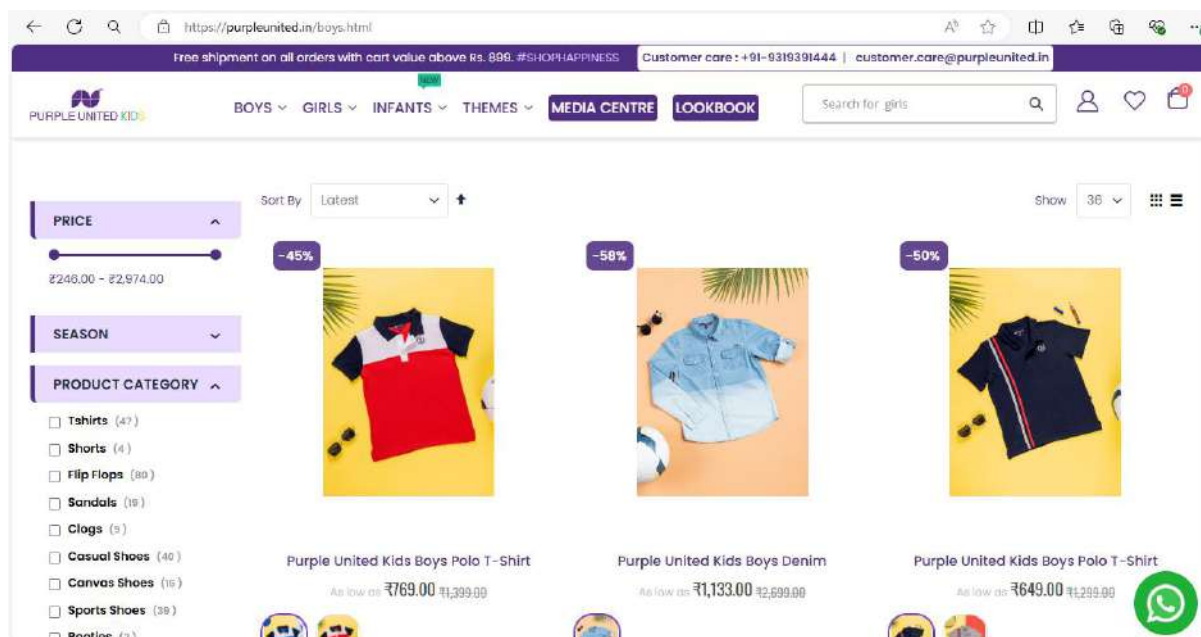 https://purpleunited.in/boys.html
Free shipment on all orders with cart value above Rs. 899. #SHOPHAPPINESS
Customer care : +91-9319391444 | customer.care@purpleunited.in
PURPLE UNITED KIDS
BOYS
GIRLS
NEW
INFANTS
THEMES
MEDIA CENTRE
LOOKBOOK
Search for girls
0
Sort By Latest
Show 36
PRICE
₹246.00 - ₹2,974.00
SEASON
PRODUCT CATEGORY
Tshirts
Shorts (4)
Flip Flops (80)
Sandals (19)
Clogs
Casual Shoes (40)
Canvas Shoes
Sports Shoes (39)
-45%
-58%
-50%
Purple United Kids Boys Polo T-Shirt
As low as ₹769.00 ₹1,399.00
Purple United Kids Boys Denim
As low as ₹1,133.00 ₹2,699.00
Purple United Kids Boys Polo T-Shirt
As low as ₹649.00 ₹1,299.00